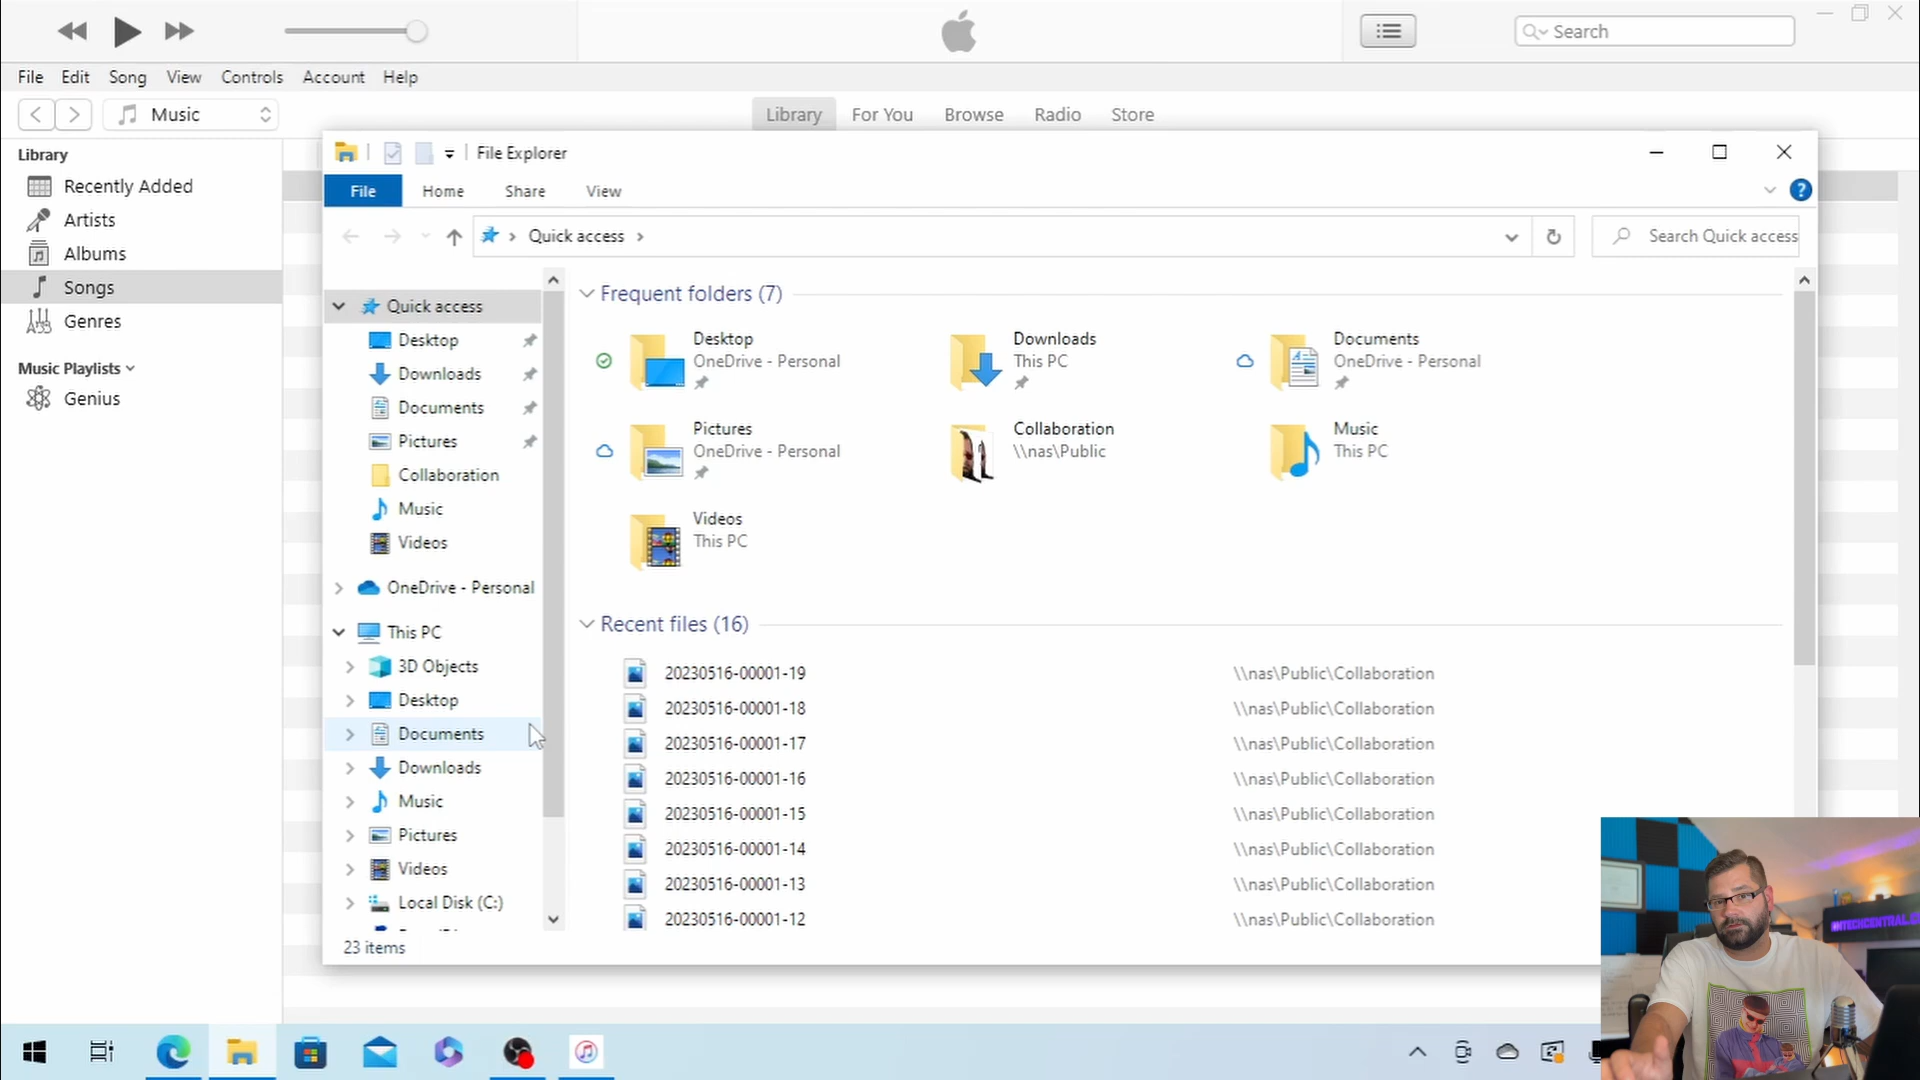 Search
File Edit Song View Controls Account Help
Music
Library For You Browse Radio Store
Library
Recently Added
Artists
Albums
Songs
Genres
Music Playlists
Genius
File Explorer
File Home Share View
Quick access
Search Quick access
Quick access
Desktop
Downloads
Documents
Pictures
Collaboration
Music
Videos
OneDrive - Personal
This PC
3D Objects
Desktop
Documents
Downloads
Music
Pictures
Videos
Local Disk (C:)
23 items
Frequent folders (7)
Desktop
OneDrive - Personal
Downloads
This PC
Documents
OneDrive - Personal
Pictures
OneDrive - Personal
Collaboration
\\nas\Public
Music
This PC
Videos
This PC
Recent files (16)
20230516-00001-19 \\nas\Public\Collaboration
20230516-00001-18 \\nas\Public\Collaboration
20230516-00001-17 \\nas\Public\Collaboration
20230516-00001-16 \\nas\Public\Collaboration
20230516-00001-15 \\nas\Public\Collaboration
20230516-00001-14 \\nas\Public\Collaboration
20230516-00001-13 \\nas\Public\Collaboration
20230516-00001-12 \\nas\Public\Collaboration